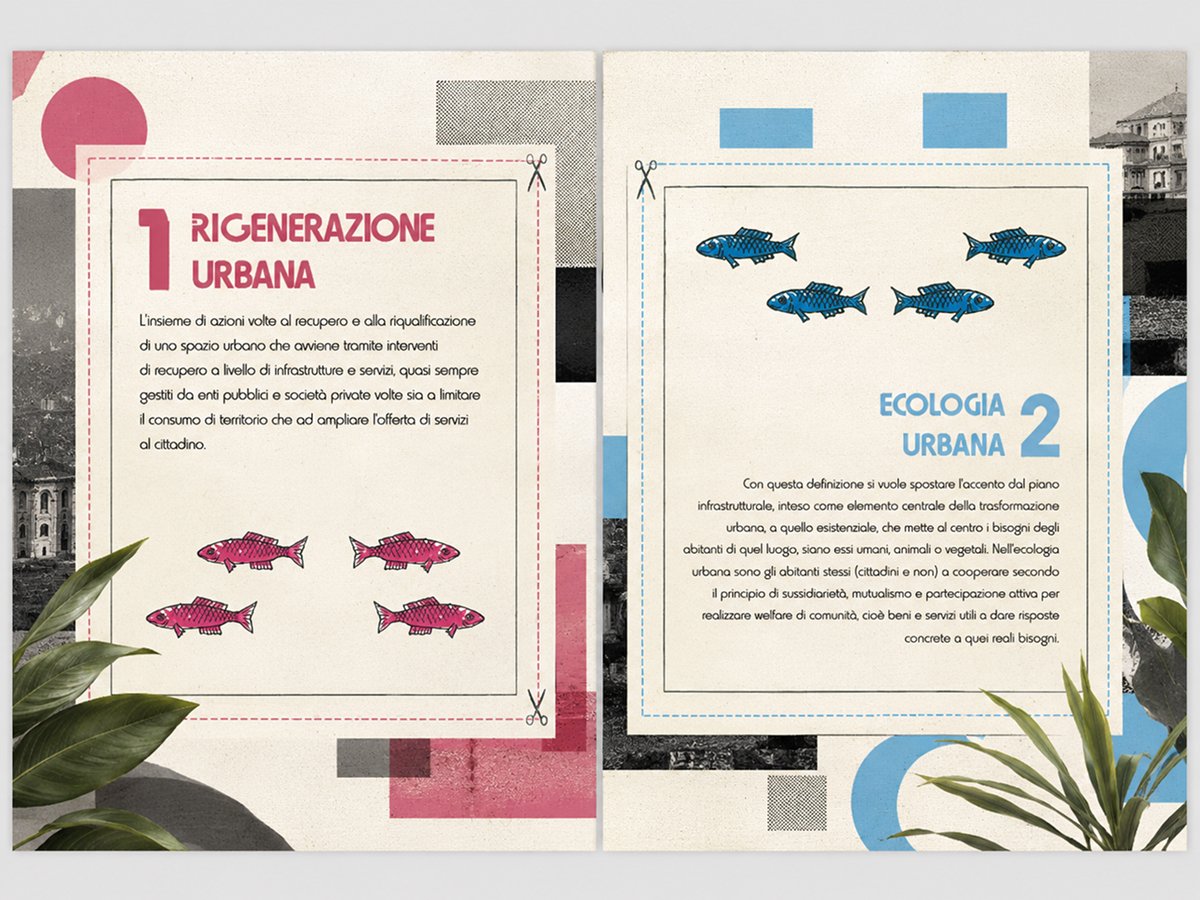 1 RIGENERAZIONE
URBANA
L'insieme di azioni volte al recupero e alla riqualificazione
di uno spazio urbano che avviene tramite interventi
di recupero a livello di infrastrutture e servizi, quasi sempre
gestiti da enti pubblici e società private volte sia a limitare
il consumo di territorio che ad ampliare l'offerta di servizi
al cittadino.
ECOLOGIA
URBANA 2
Con questa definizione si vuole spostare l'accento dal piano
infrastrutturale, inteso come elemento centrale della trasformazione
urbana, a quello esistenziale, che mette al centro i bisogni degli
abitanti di quel luogo, siano essi umani, animali o vegetali. Nell'ecologia
urbana sono gli abitanti stessi (cittadini e non) a cooperare secondo
il principio di sussidiarietà, mutualismo e partecipazione attiva per
realizzare welfare di comunità, cioè beni e servizi utili a dare risposte
concrete a quei reali bisogni.